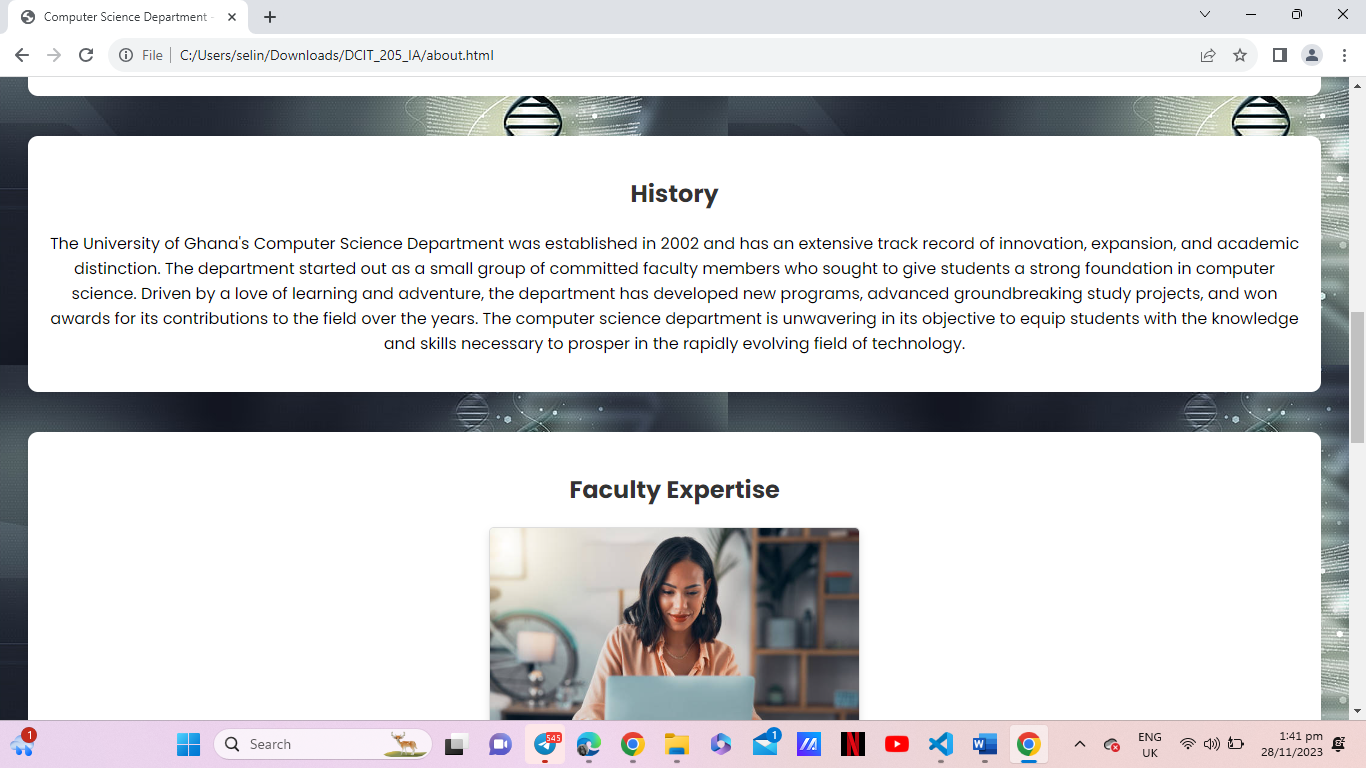 Computer Science Department -
File
C:/Users/selin/Downloads/DCIT_205_IA/about.html
History
The University of Ghana's Computer Science Department was established in 2002 and has an extensive track record of innovation, expansion, and academic
distinction. The department started out as a small group of committed faculty members who sought to give students a strong foundation in computer
science. Driven by a love of learning and adventure, the department has developed new programs, advanced groundbreaking study projects, and won
awards for its contributions to the field over the years. The computer science department is unwavering in its objective to equip students with the knowledge
and skills necessary to prosper in the rapidly evolving field of technology.
Faculty Expertise
1
Search
545
1
N
W
ENG
UK
1:41 pm
28/11/2023